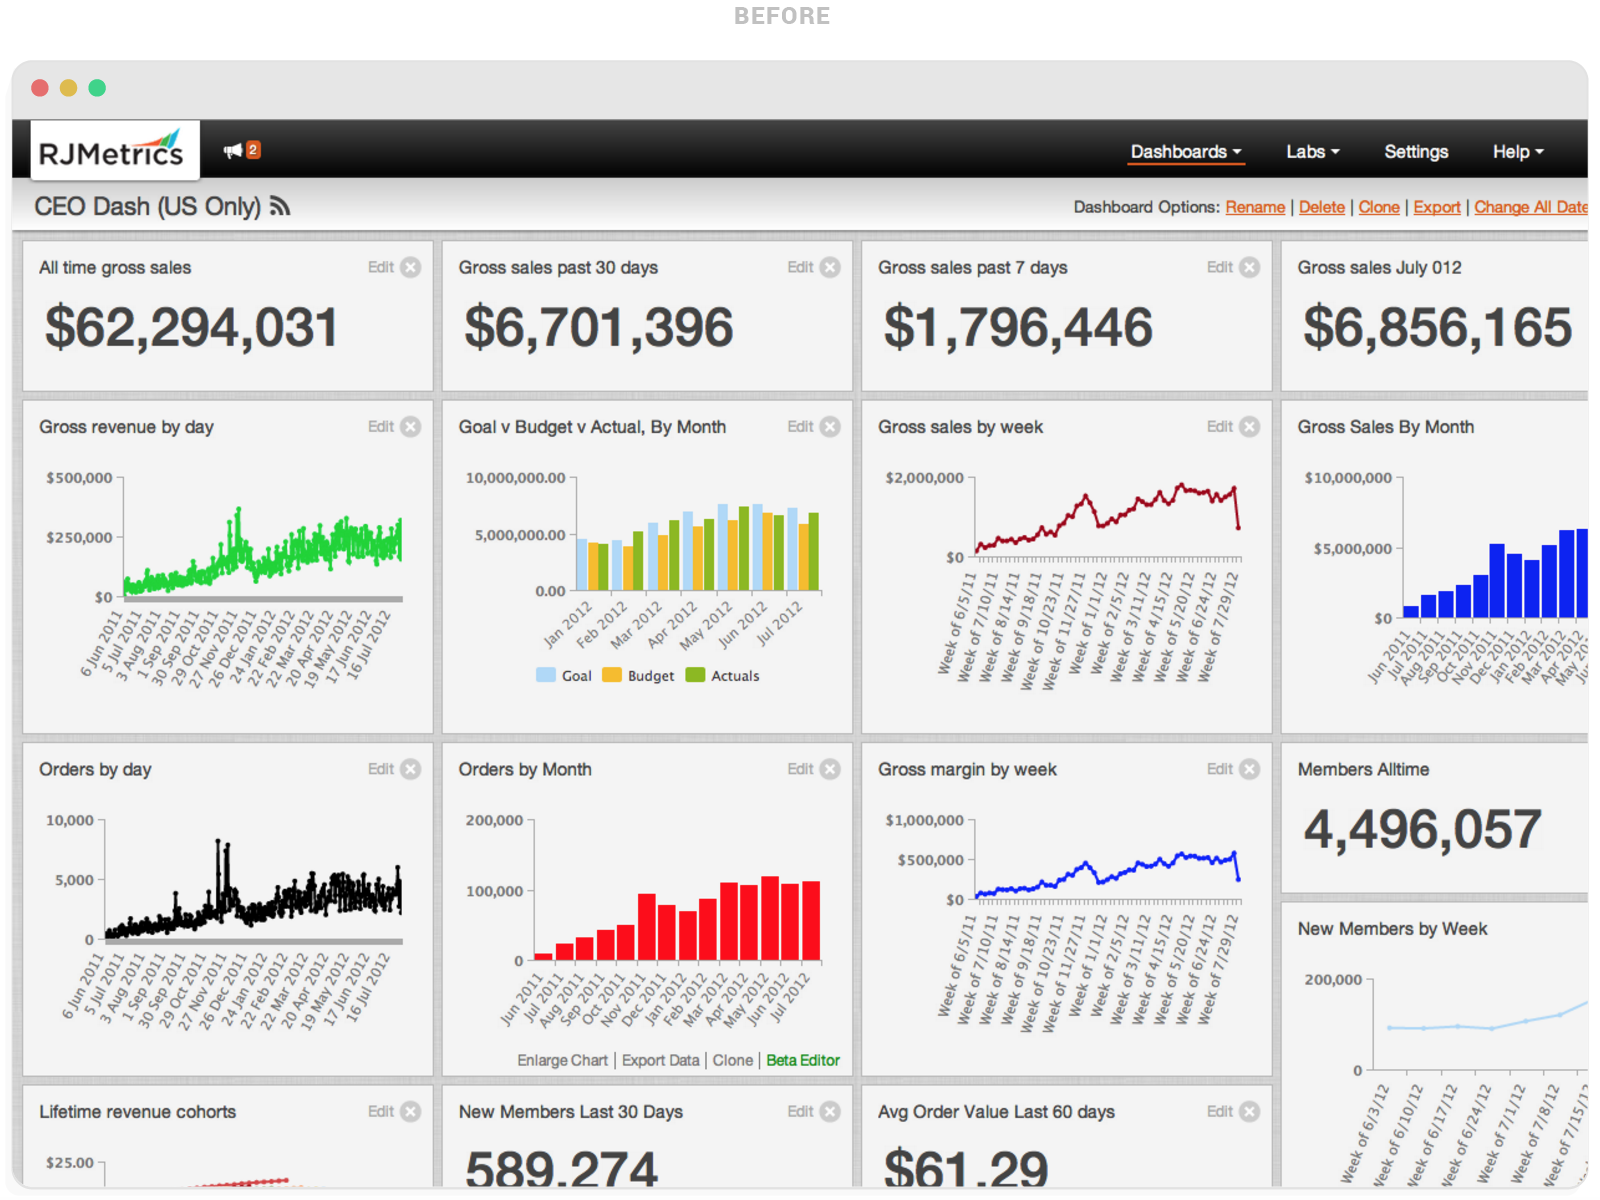 BEFORE
RJMetrics
2
Dashboards
Labs
Settings
Help
CEO Dash (US Only)
Dashboard Options: Rename | Delete | Clone | Export | Change All Date
All time gross sales
Edit
$62,294,031
Gross sales past 30 days
Edit
$6,701,396
Gross sales past 7 days
Edit
$1,796,446
Gross sales July 012
$6,856,165
Gross revenue by day
Edit
$500,000
$250,000
$0
6 Jun 2011
5 Jul 2011
3 Aug 2011
1 Sep 2011
30 Sep 2011
29 Oct 2011
27 Nov 2011
26 Dec 2011
24 Jan 2012
22 Feb 2012
22 Mar 2012
20 Apr 2012
19 May 2012
17 Jun 2012
16 Jul 2012
Goal v Budget v Actual, By Month
Edit
10,000,000.00
5,000,000.00
0.00
Jan 2012
Feb 2012
Mar 2012
Apr 2012
May 2012
Jun 2012
Jul 2012
Goal
Budget
Actuals
Gross sales by week
Edit
$2,000,000
$0
Week of 6/5/11
Week of 7/10/11
Week of 8/14/11
Week of 9/18/11
Week of 10/23/11
Week of 11/27/11
Week of 1/1/12
Week of 2/5/12
Week of 3/11/12
Week of 4/15/12
Week of 5/20/12
Week of 6/24/12
Week of 7/29/12
Gross Sales By Month
$10,000,000
$5,000,000
$0
Jun 2011
Jul 2011
Aug 2011
Sep 2011
Oct 2011
Nov 2011
Dec 2011
Jan 2012
Feb 2012
Mar 2012
Apr 2012
May 20
Orders by day
Edit
10,000
5,000
0
6 Jun 2011
5 Jul 2011
3 Aug 2011
1 Sep 2011
30 Sep 2011
29 Oct 2011
27 Nov 2011
26 Dec 2011
24 Jan 2012
22 Feb 2012
22 Mar 2012
20 Apr 2012
19 May 2012
17 Jun 2012
16 Jul 2012
Orders by Month
Edit
200,000
100,000
0
Jun 2011
Jul 2011
Aug 2011
Sep 2011
Oct 2011
Nov 2011
Dec 2011
Jan 2012
Feb 2012
Mar 2012
Apr 2012
May 2012
Jun 2012
Jul 2012
Enlarge Chart | Export Data | Clone | Beta Editor
Gross margin by week
Edit
$1,000,000
$500,000
$0
Week of 6/5/11
Week of 7/10/11
Week of 8/14/11
Week of 9/18/11
Week of 10/23/11
Week of 11/27/11
Week of 1/1/12
Week of 2/5/12
Week of 3/11/12
Week of 4/15/12
Week of 5/20/12
Week of 6/24/12
Week of 7/29/12
Members Alltime
4,496,057
New Members by Week
200,000
100,000
0
Week of 6/3/12
Week of 6/10/12
Week of 6/17/12
Week of 6/24/12
Week of 7/1/12
Week of 7/8/12
Week of 7/15/
Lifetime revenue cohorts
Edit
$25.00
New Members Last 30 Days
Edit
589,274
Avg Order Value Last 60 days
Edit
$61.29